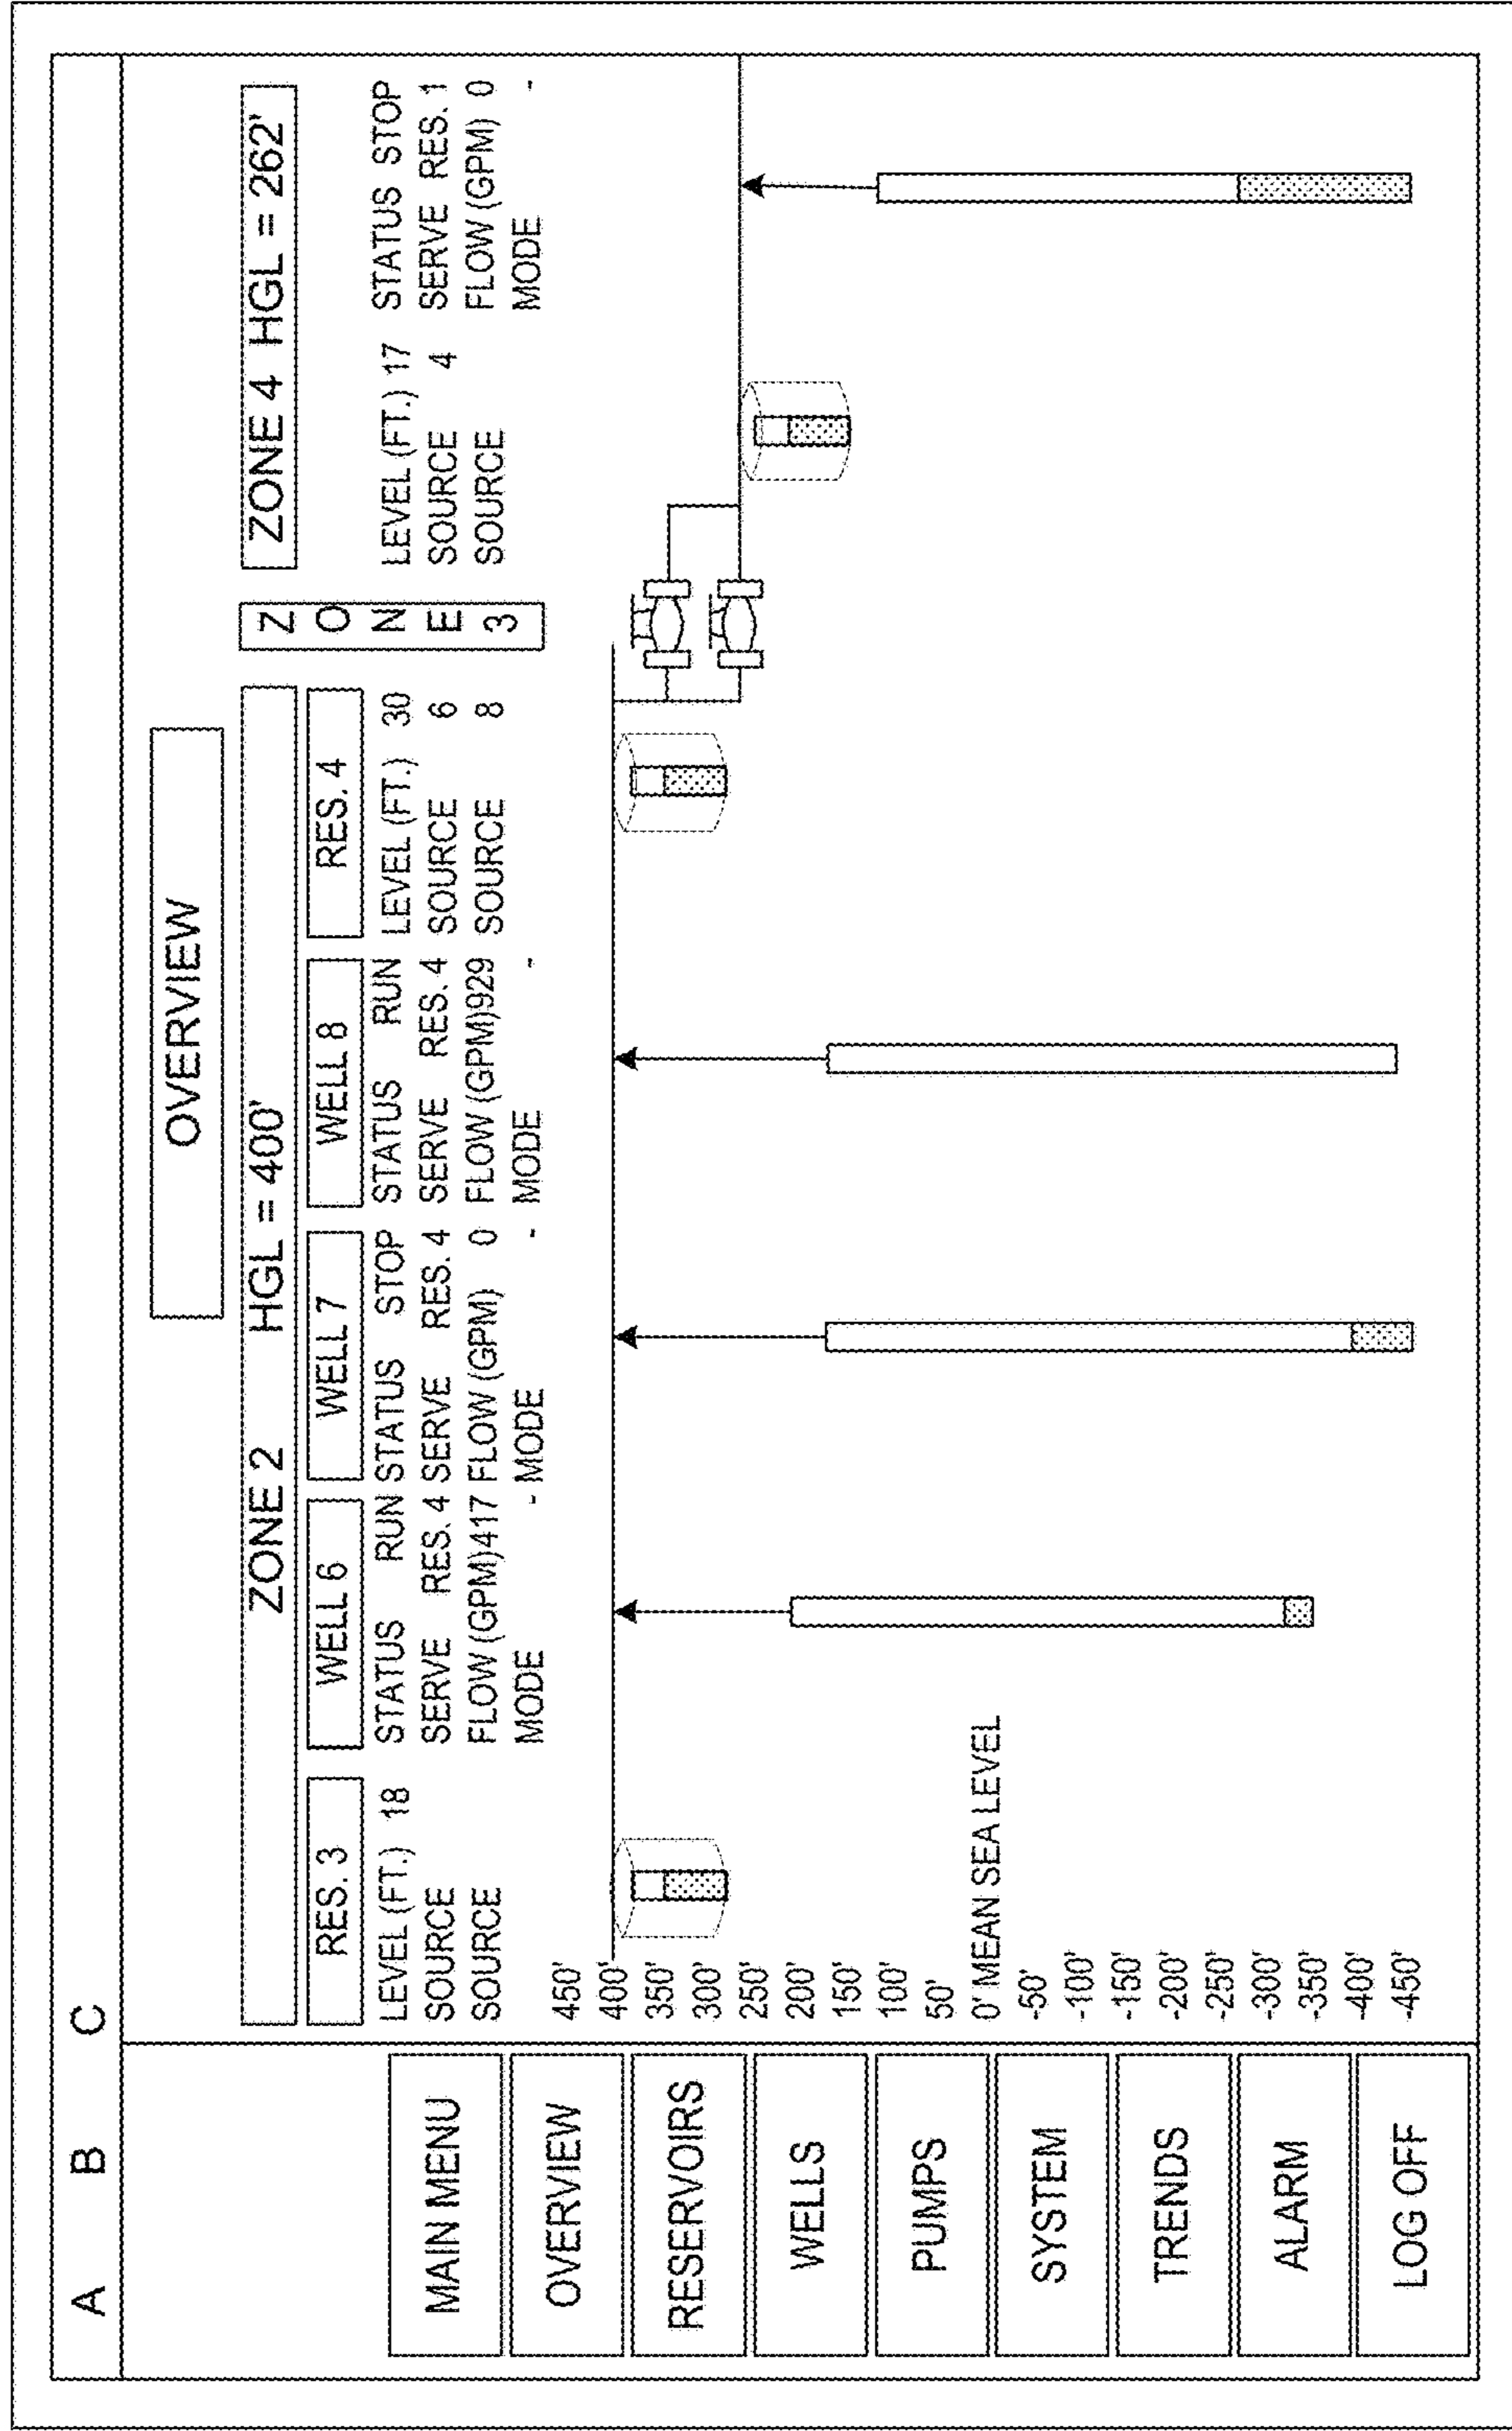 A B C
OVERVIEW
ZONE 2 HGL = 400'
ZONE 3
ZONE 4 HGL = 262'
RES. 3
WELL 6
WELL 7
WELL 8
RES. 4
LEVEL (FT.) 18
SOURCE
SOURCE
STATUS RUN
SERVE RES. 4
FLOW (GPM) 417
MODE -
STATUS STOP
SERVE RES. 4
FLOW (GPM) 0
MODE -
STATUS RUN
SERVE RES. 4
FLOW (GPM) 929
MODE -
LEVEL (FT.) 30
SOURCE 6
SOURCE 8
LEVEL (FT.) 17
SOURCE 4
SOURCE
STATUS STOP
SERVE RES. 1
FLOW (GPM) 0
MODE -
MAIN MENU
OVERVIEW
RESERVOIRS
WELLS
PUMPS
SYSTEM
TRENDS
ALARM
LOG OFF
450'
400'
350'
300'
250'
200'
150'
100'
50'
0' MEAN SEA LEVEL
-50'
-100'
-150'
-200'
-250'
-300'
-350'
-400'
-450'